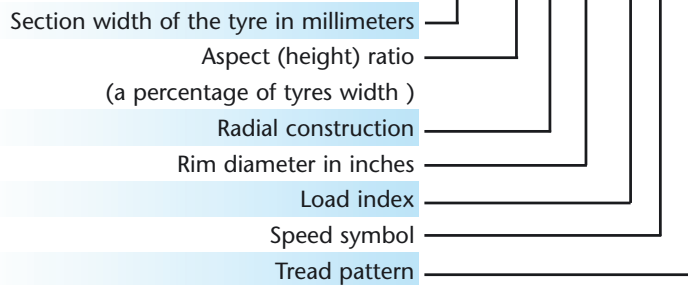 Section width of the tyre in millimeters
Aspect (height) ratio
(a percentage of tyres width )
Radial construction
Rim diameter in inches
Load index
Speed symbol
Tread pattern